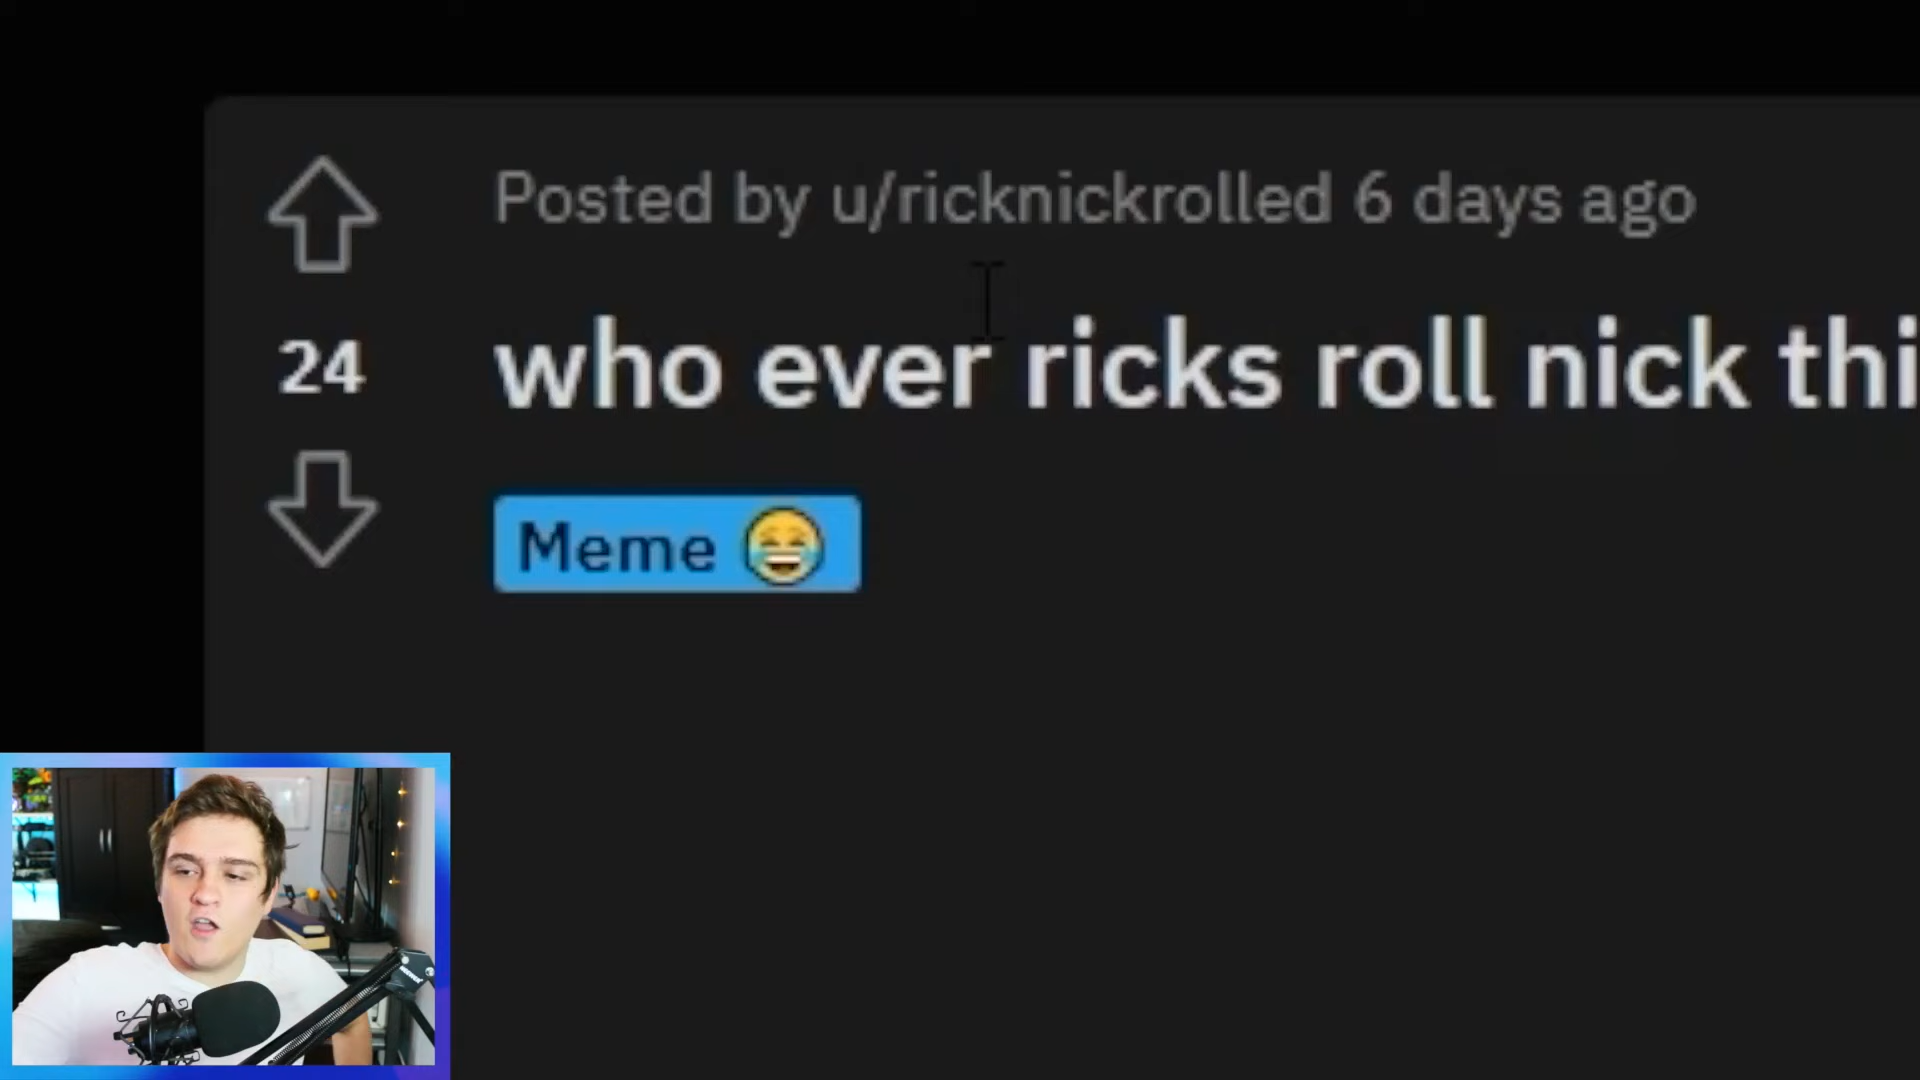 Posted by u/ricknickrolled 6 days ago
24
who ever ricks roll nick thi
Meme 😂